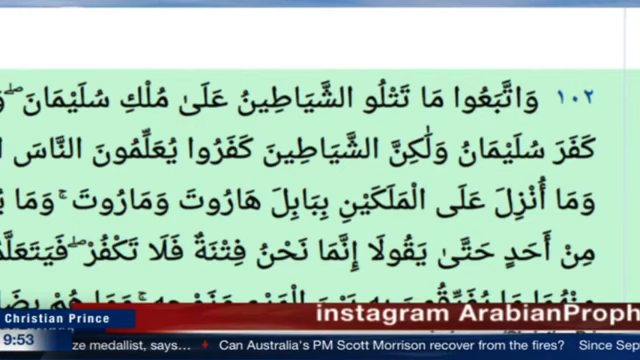 ١٠٢ وَاتَّبَعُوا مَا تَتْلُو الشَّيَاطِينُ عَلَىٰ مُلْكِ سُلَيْمَانَ ۖ
كَفَرَ سُلَيْمَانُ وَلَٰكِنَّ الشَّيَاطِينَ كَفَرُوا يُعَلِّمُونَ النَّاسَ
وَمَا أُنْزِلَ عَلَى الْمَلَكَيْنِ بِبَابِلَ هَارُوتَ وَمَارُوتَ ۚ وَمَا
مِنْ أَحَدٍ حَتَّىٰ يَقُولَا إِنَّمَا نَحْنُ فِتْنَةٌ فَلَا تَكْفُرْ ۖ
instagram ArabianProph
Christian Prince
9:53 ze medallist, says... Can Australia's PM Scott Morrison recover from the fires? Since Sep